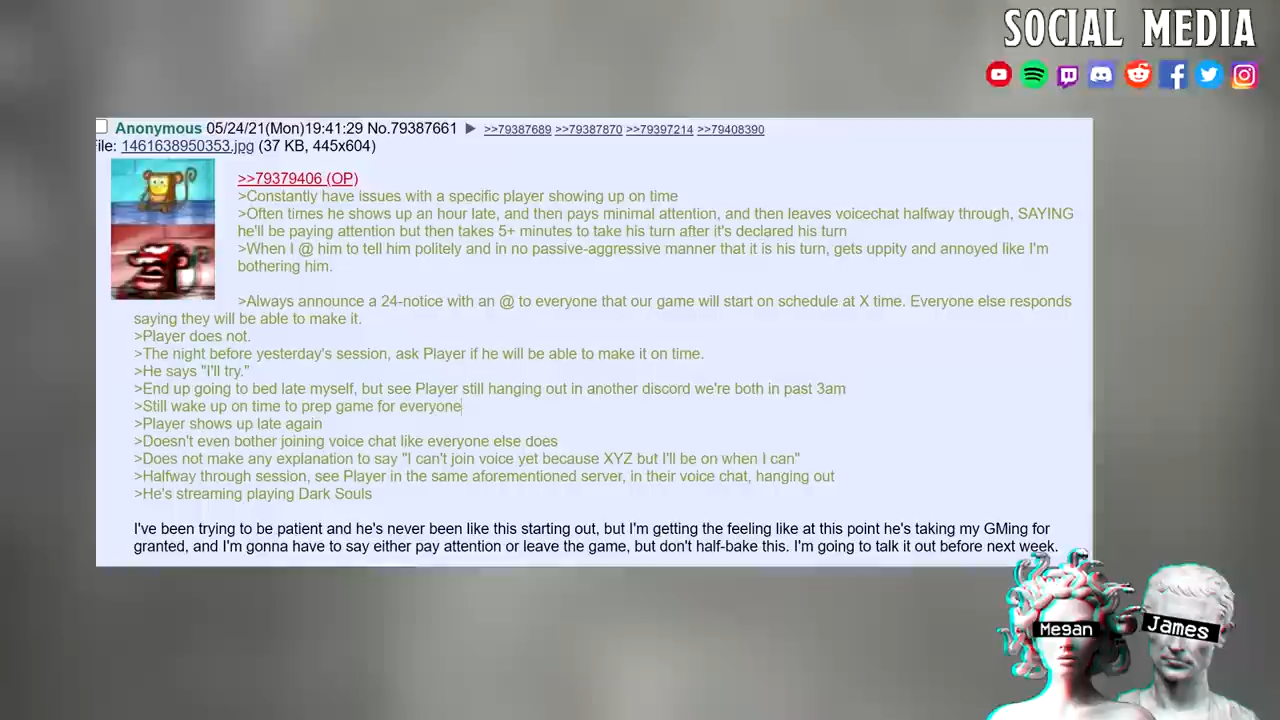 SOCIAL MEDIA
Anonymous 05/24/21(Mon)19:41:29 No.79387661 ▶ >>79387689 >>79387870 >>79397214 >>79408390
ile: 1461638950353.jpg (37 KB, 445x604)
>>79379406 (OP)
>Constantly have issues with a specific player showing up on time
>Often times he shows up an hour late, and then pays minimal attention, and then leaves voicechat halfway through, SAYING
he'll be paying attention but then takes 5+ minutes to take his turn after it's declared his turn
>When I @ him to tell him politely and in no passive-aggressive manner that it is his turn, gets uppity and annoyed like I'm
bothering him.
>Always announce a 24-notice with an @ to everyone that our game will start on schedule at X time. Everyone else responds
saying they will be able to make it.
>Player does not.
>The night before yesterday's session, ask Player if he will be able to make it on time.
>He says "I'll try."
>End up going to bed late myself, but see Player still hanging out in another discord we're both in past 3am
>Still wake up on time to prep game for everyone
>Player shows up late again
>Doesn't even bother joining voice chat like everyone else does
>Does not make any explanation to say "I can't join voice yet because XYZ but I'll be on when I can"
>Halfway through session, see Player in the same aforementioned server, in their voice chat, hanging out
>He's streaming playing Dark Souls
I've been trying to be patient and he's never been like this starting out, but I'm getting the feeling like at this point he's taking my GMing for
granted, and I'm gonna have to say either pay attention or leave the game, but don't half-bake this. I'm going to talk it out before next week.
Megan
James